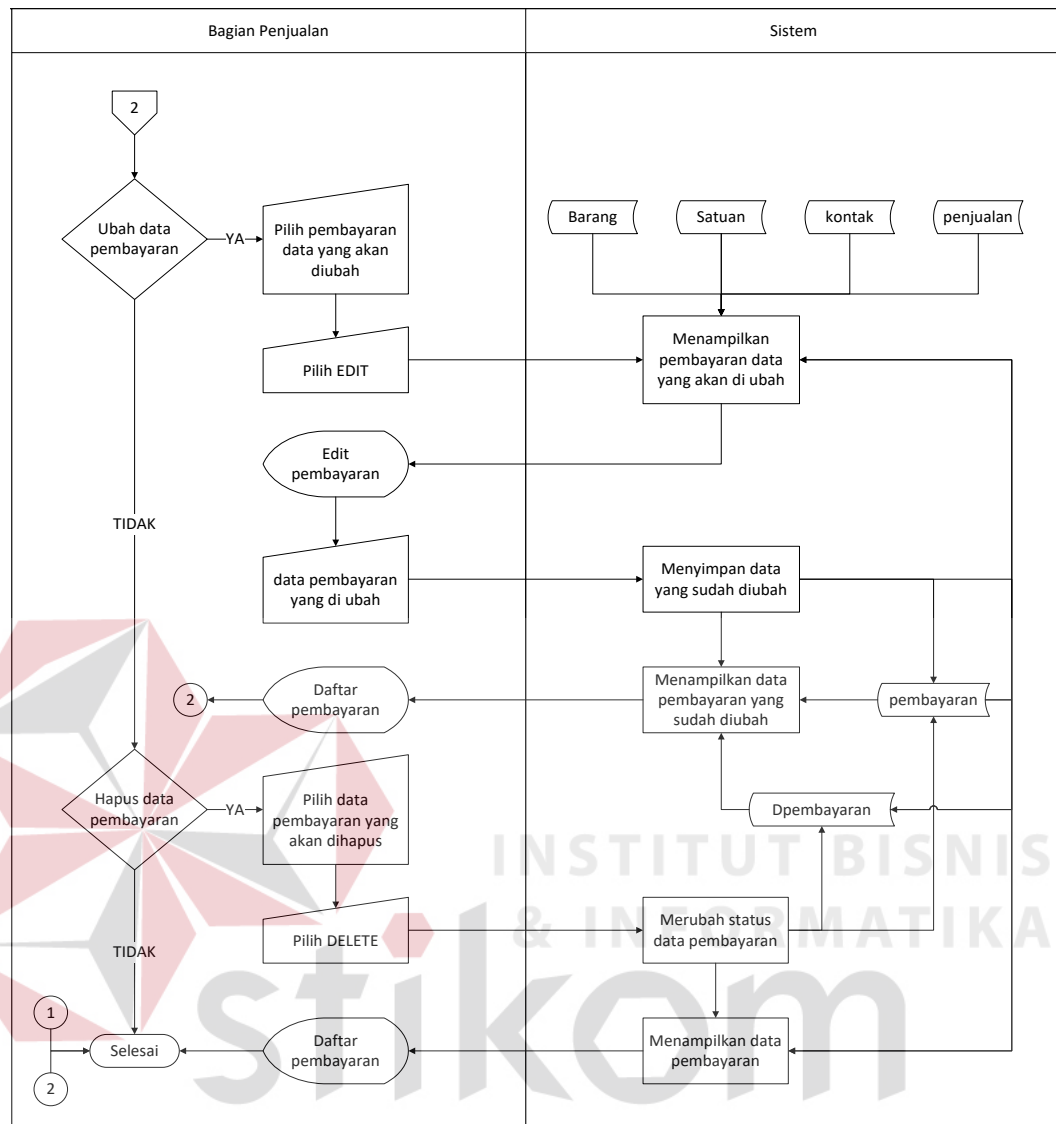 Bagian Penjualan
Sistem
2
Ubah data
pembayaran
YA
Pilih pembayaran
data yang akan
diubah
Barang
Satuan
kontak
penjualan
Pilih EDIT
Menampilkan
pembayaran data
yang akan di ubah
Edit
pembayaran
TIDAK
data pembayaran
yang di ubah
Menyimpan data
yang sudah diubah
2
Daftar
pembayaran
Menampilkan data
pembayaran yang
sudah diubah
pembayaran
Hapus data
pembayaran
YA
Pilih data
pembayaran yang
akan dihapus
Dpembayaran
INSTITUT BISNIS
& INFORMATIKA
stikom
TIDAK
Pilih DELETE
Merubah status
data pembayaran
1
2
Selesai
Daftar
pembayaran
Menampilkan data
pembayaran